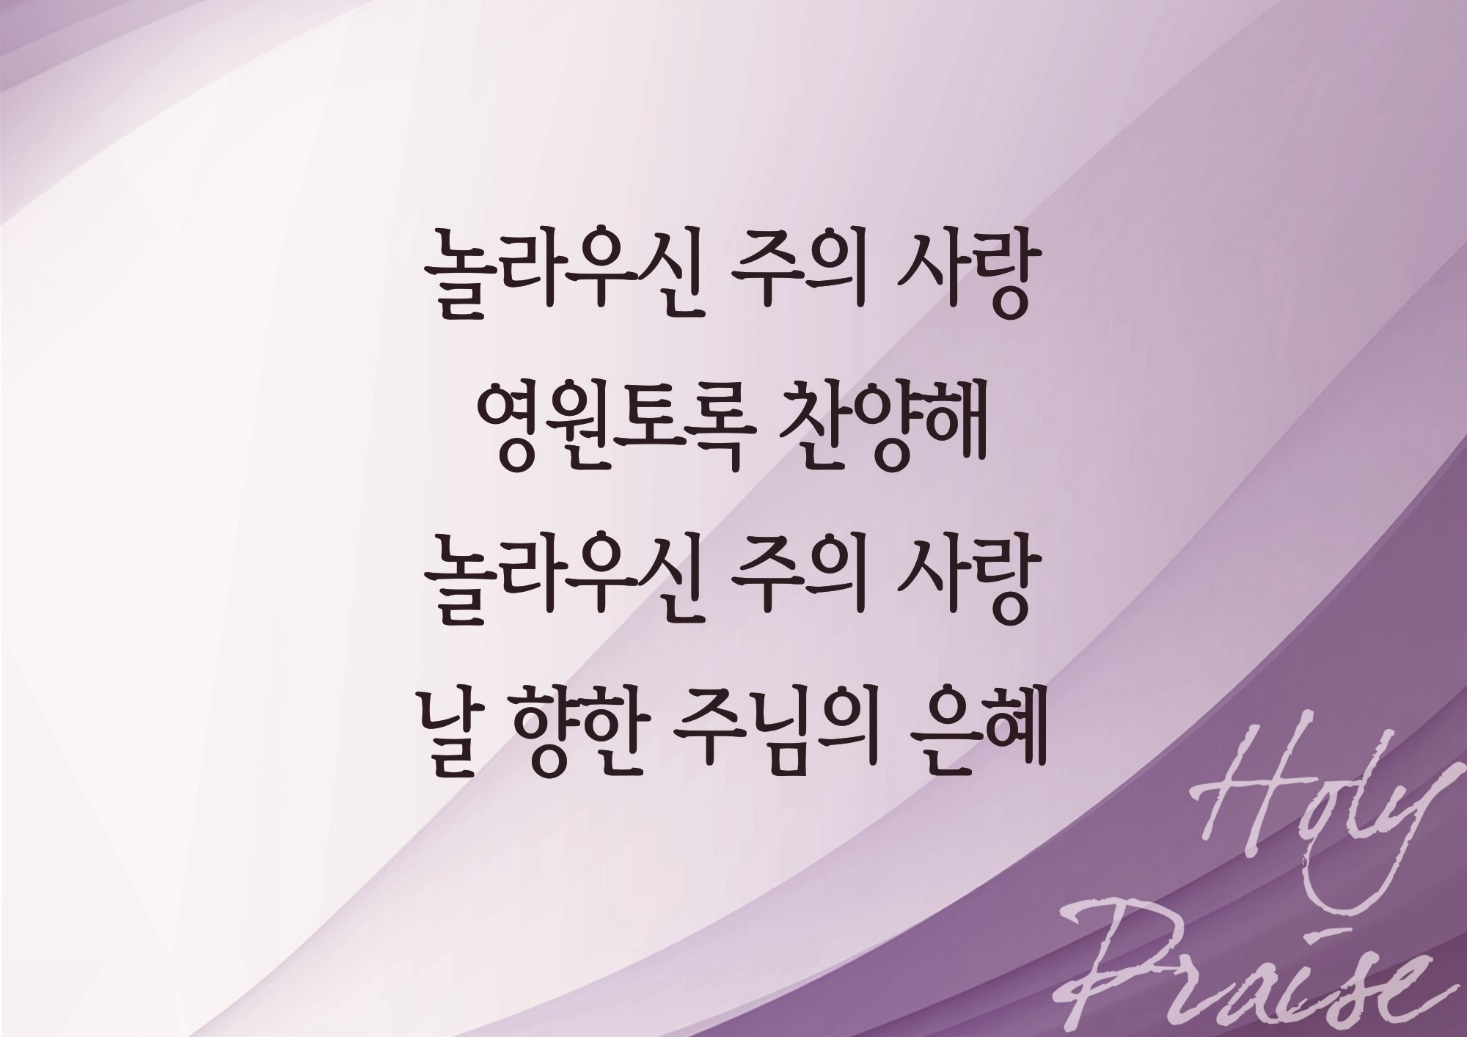 놀라우신 주의 사랑
영원토록 찬양해
놀라우신 주의 사랑
날 향한 주님의 은혜
Holy
Praise